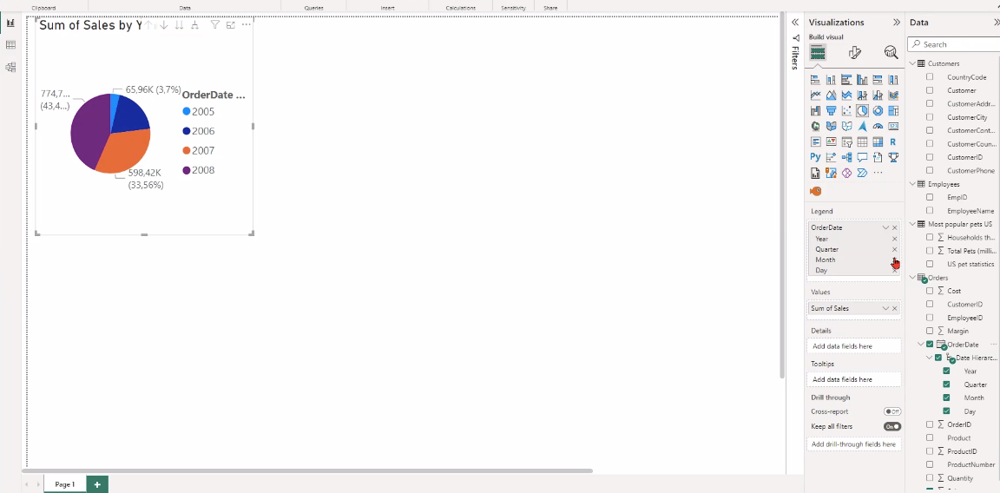 Clipboard
Data
Queries
Insert
Calculations
Sensitivity
Share
Sum of Sales by Y
774,7...
(43,4...)
65,96K (3,7%)
598,42K
(33,56%)
OrderDate ...
2005
2006
2007
2008
Page 1
+
Filters
Visualizations
Build visual
123
R
Py
...
Legend
OrderDate
Year
Quarter
Month
Day
Values
Sum of Sales
Details
Add data fields here
Tooltips
Add data fields here
Drill through
Cross-report
Off
Keep all filters
On
Add drill-through fields here
Data
Search
Customers
CountryCode
Customer
CustomerAddr...
CustomerCity
CustomerCont...
CustomerCoun...
CustomerID
CustomerPhone
Employees
EmpID
EmployeeName
Most popular pets US
Σ Households th...
Σ Total Pets (milli...
US pet statistics
Orders
Σ Cost
CustomerID
EmployeeID
Σ Margin
OrderDate ...
Date Hierarc...
Year
Quarter
Month
Day
Σ OrderID
Product
Σ ProductID
ProductNumber
Σ Quantity